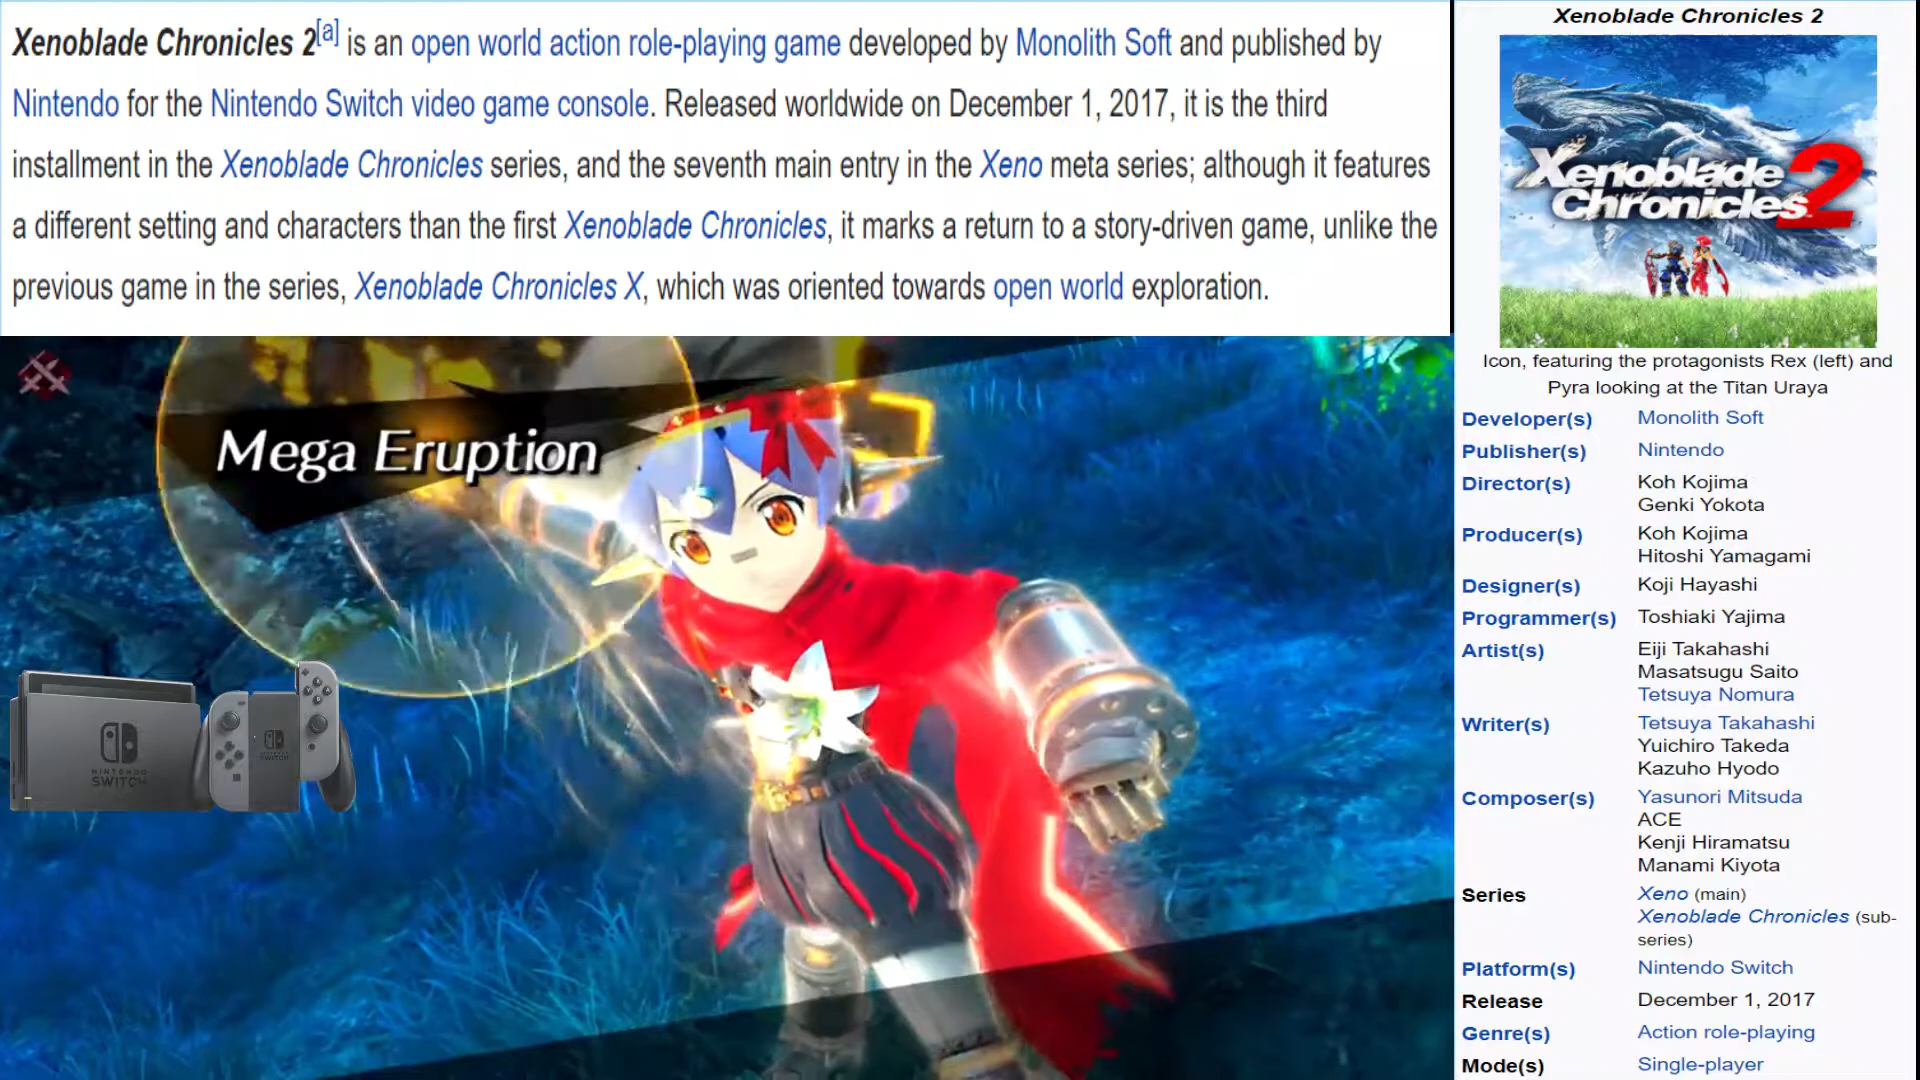 Xenoblade Chronicles 2[a] is an open world action role-playing game developed by Monolith Soft and published by
Nintendo for the Nintendo Switch video game console. Released worldwide on December 1, 2017, it is the third
installment in the Xenoblade Chronicles series, and the seventh main entry in the Xeno meta series; although it features
a different setting and characters than the first Xenoblade Chronicles, it marks a return to a story-driven game, unlike the
previous game in the series, Xenoblade Chronicles X, which was oriented towards open world exploration.
Mega Eruption
NINTENDO
SWITCH
NINTENDO
SWITCH
Xenoblade Chronicles 2
Xenoblade
Chronicles 2
Icon, featuring the protagonists Rex (left) and
Pyra looking at the Titan Uraya
Developer(s) Monolith Soft
Publisher(s) Nintendo
Director(s) Koh Kojima
Genki Yokota
Producer(s) Koh Kojima
Hitoshi Yamagami
Designer(s) Koji Hayashi
Programmer(s) Toshiaki Yajima
Artist(s) Eiji Takahashi
Masatsugu Saito
Tetsuya Nomura
Writer(s) Tetsuya Takahashi
Yuichiro Takeda
Kazuho Hyodo
Composer(s) Yasunori Mitsuda
ACE
Kenji Hiramatsu
Manami Kiyota
Series Xeno (main)
Xenoblade Chronicles (sub-
series)
Platform(s) Nintendo Switch
Release December 1, 2017
Genre(s) Action role-playing
Mode(s) Single-player